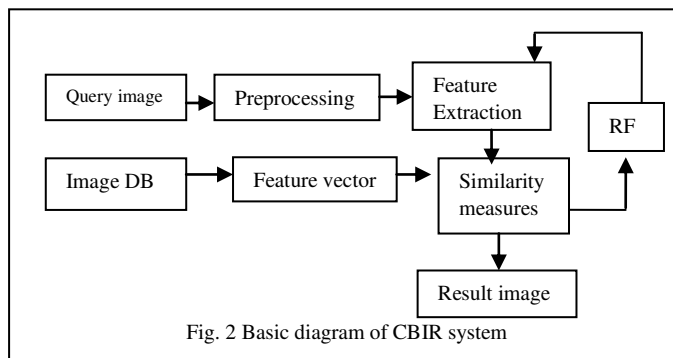 Query image
Preprocessing
Feature
Extraction
RF
Image DB
Feature vector
Similarity
measures
Result image
Fig. 2 Basic diagram of CBIR system